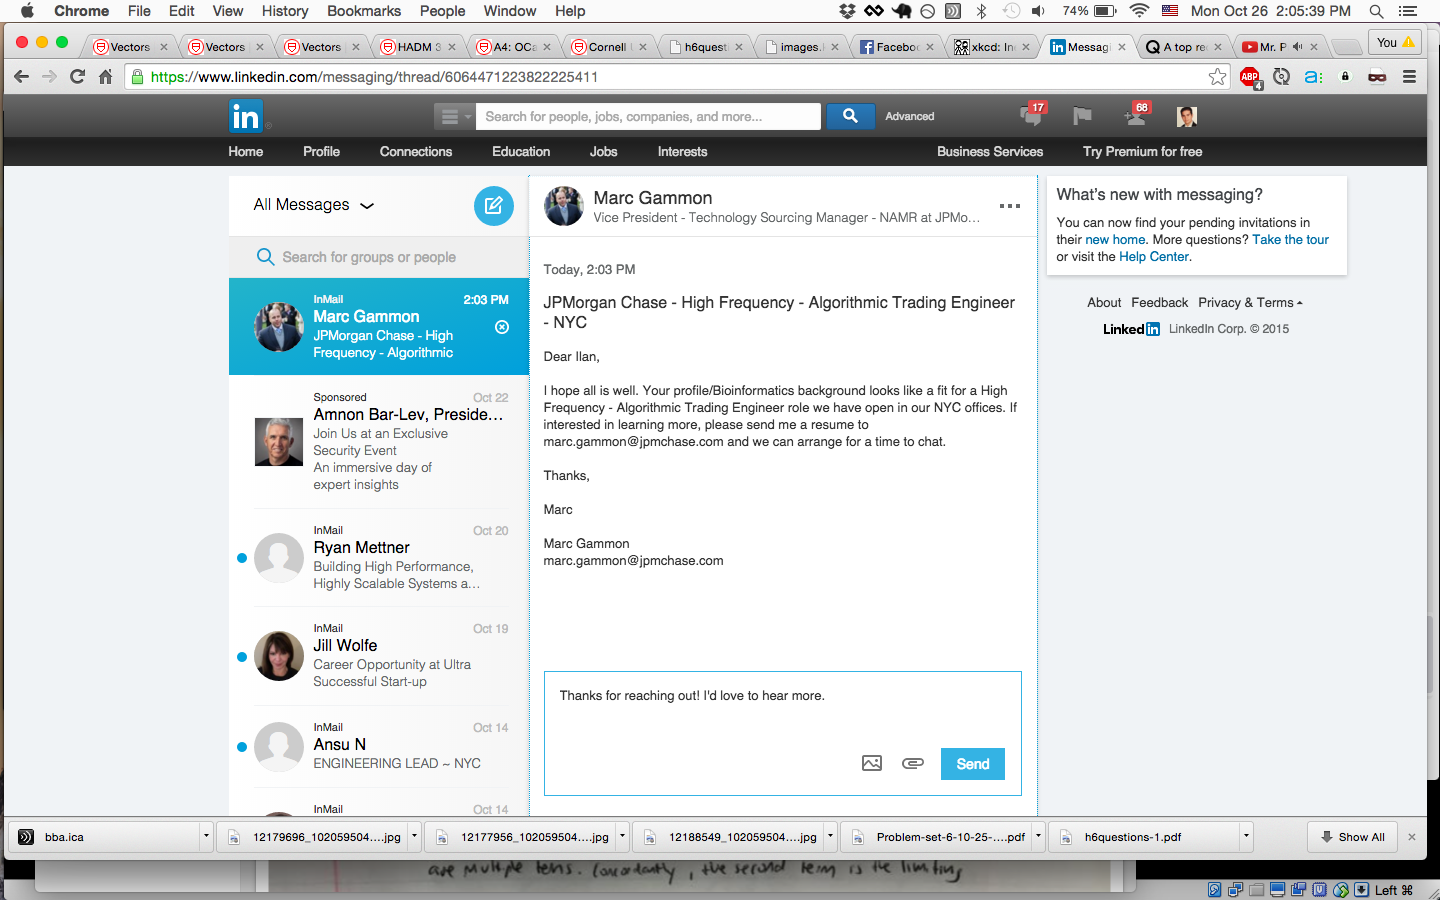 Chrome File Edit View History Bookmarks People Window Help 74% Mon Oct 26 2:05:39 PM
Vectors Vectors Vectors HADM 3 A4: OCa Cornell h6quest images. Facebo xkcd: In Messagi A top re Mr. P You
https://www.linkedin.com/messaging/thread/6064471223822225411 ABP 4 a:
in Search for people, jobs, companies, and more... Advanced 17 68
Home Profile Connections Education Jobs Interests Business Services Try Premium for free
All Messages
Search for groups or people
InMail 2:03 PM
Marc Gammon
JPMorgan Chase - High
Frequency - Algorithmic
Sponsored Oct 22
Amnon Bar-Lev, Preside...
Join Us at an Exclusive
Security Event
An immersive day of
expert insights
InMail Oct 20
Ryan Mettner
Building High Performance,
Highly Scalable Systems a...
InMail Oct 19
Jill Wolfe
Career Opportunity at Ultra
Successful Start-up
InMail Oct 14
Ansu N
ENGINEERING LEAD ~ NYC
InMail Oct 14
Marc Gammon
Vice President - Technology Sourcing Manager - NAMR at JPMo...
Today, 2:03 PM
JPMorgan Chase - High Frequency - Algorithmic Trading Engineer
- NYC
Dear Ilan,
I hope all is well. Your profile/Bioinformatics background looks like a fit for a High
Frequency - Algorithmic Trading Engineer role we have open in our NYC offices. If
interested in learning more, please send me a resume to
marc.gammon@jpmchase.com and we can arrange for a time to chat.
Thanks,
Marc
Marc Gammon
marc.gammon@jpmchase.com
Thanks for reaching out! I'd love to hear more.
Send
What's new with messaging?
You can now find your pending invitations in
their new home. More questions? Take the tour
or visit the Help Center.
About Feedback Privacy & Terms
Linked in LinkedIn Corp. © 2015
bba.ica 12179696_102059504....jpg 12177956_102059504....jpg 12188549_102059504....jpg Problem-set-6-10-25-....pdf h6questions-1.pdf Show All
are multiple terms. Concordantly, the second term is the limiting
Left ⌘